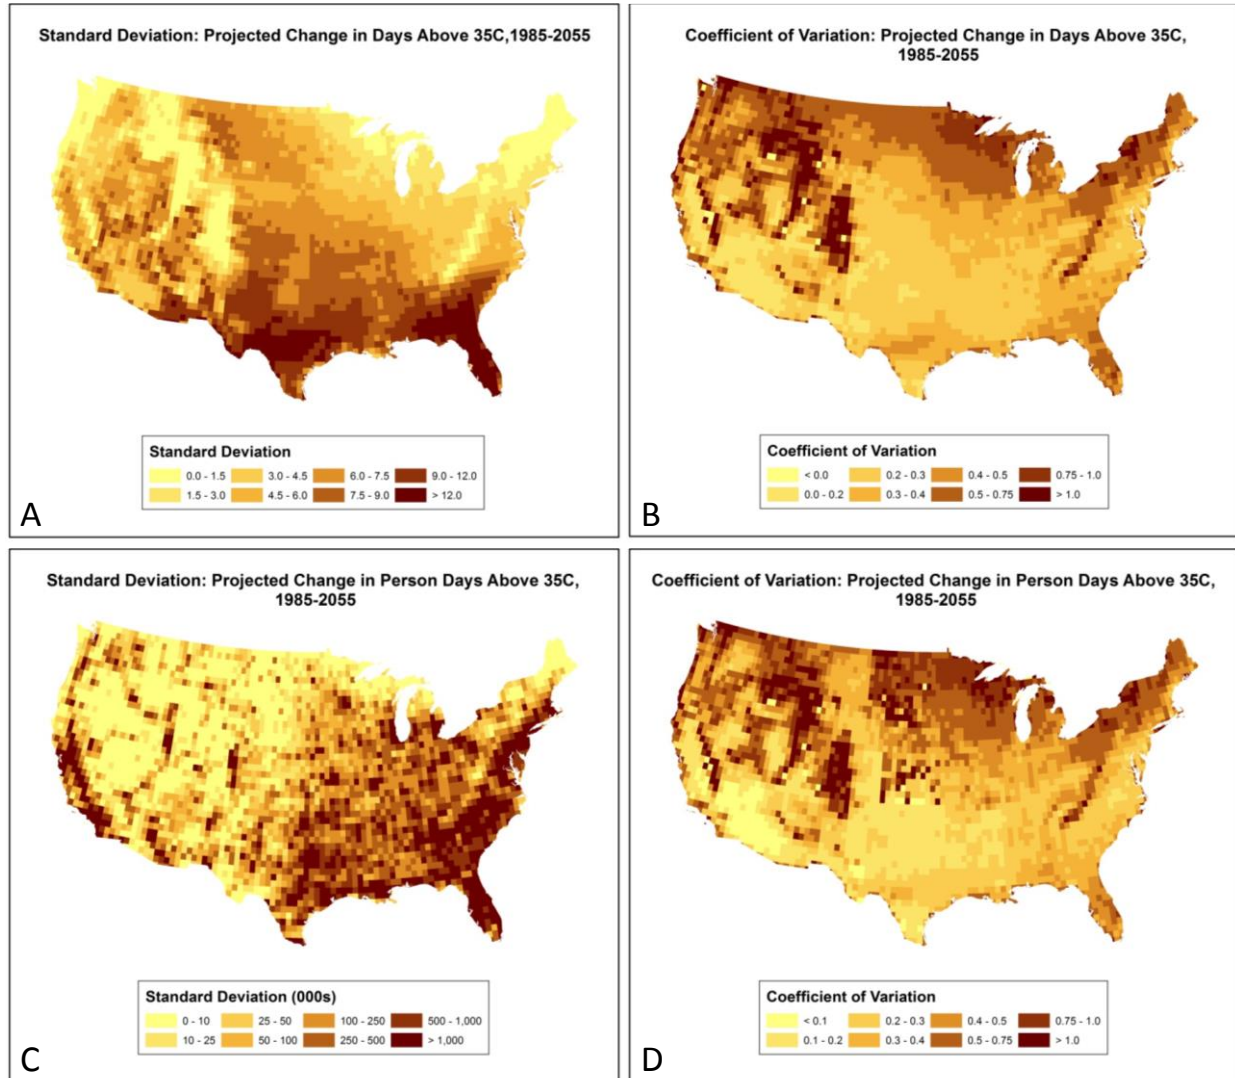 Standard Deviation: Projected Change in Days Above 35C,1985-2055
Standard Deviation
0.0 - 1.5 3.0 - 4.5 6.0 - 7.5 9.0 - 12.0
1.5 - 3.0 4.5 - 6.0 7.5 - 9.0 > 12.0
A
Coefficient of Variation: Projected Change in Days Above 35C,
1985-2055
Coefficient of Variation
< 0.0 0.2 - 0.3 0.4 - 0.5 0.75 - 1.0
0.0 - 0.2 0.3 - 0.4 0.5 - 0.75 > 1.0
B
Standard Deviation: Projected Change in Person Days Above 35C,
1985-2055
Standard Deviation (000s)
0 - 10 25 - 50 100 - 250 500 - 1,000
10 - 25 50 - 100 250 - 500 > 1,000
C
Coefficient of Variation: Projected Change in Person Days Above 35C,
1985-2055
Coefficient of Variation
< 0.1 0.2 - 0.3 0.4 - 0.5 0.75 - 1.0
0.1 - 0.2 0.3 - 0.4 0.5 - 0.75 > 1.0
D